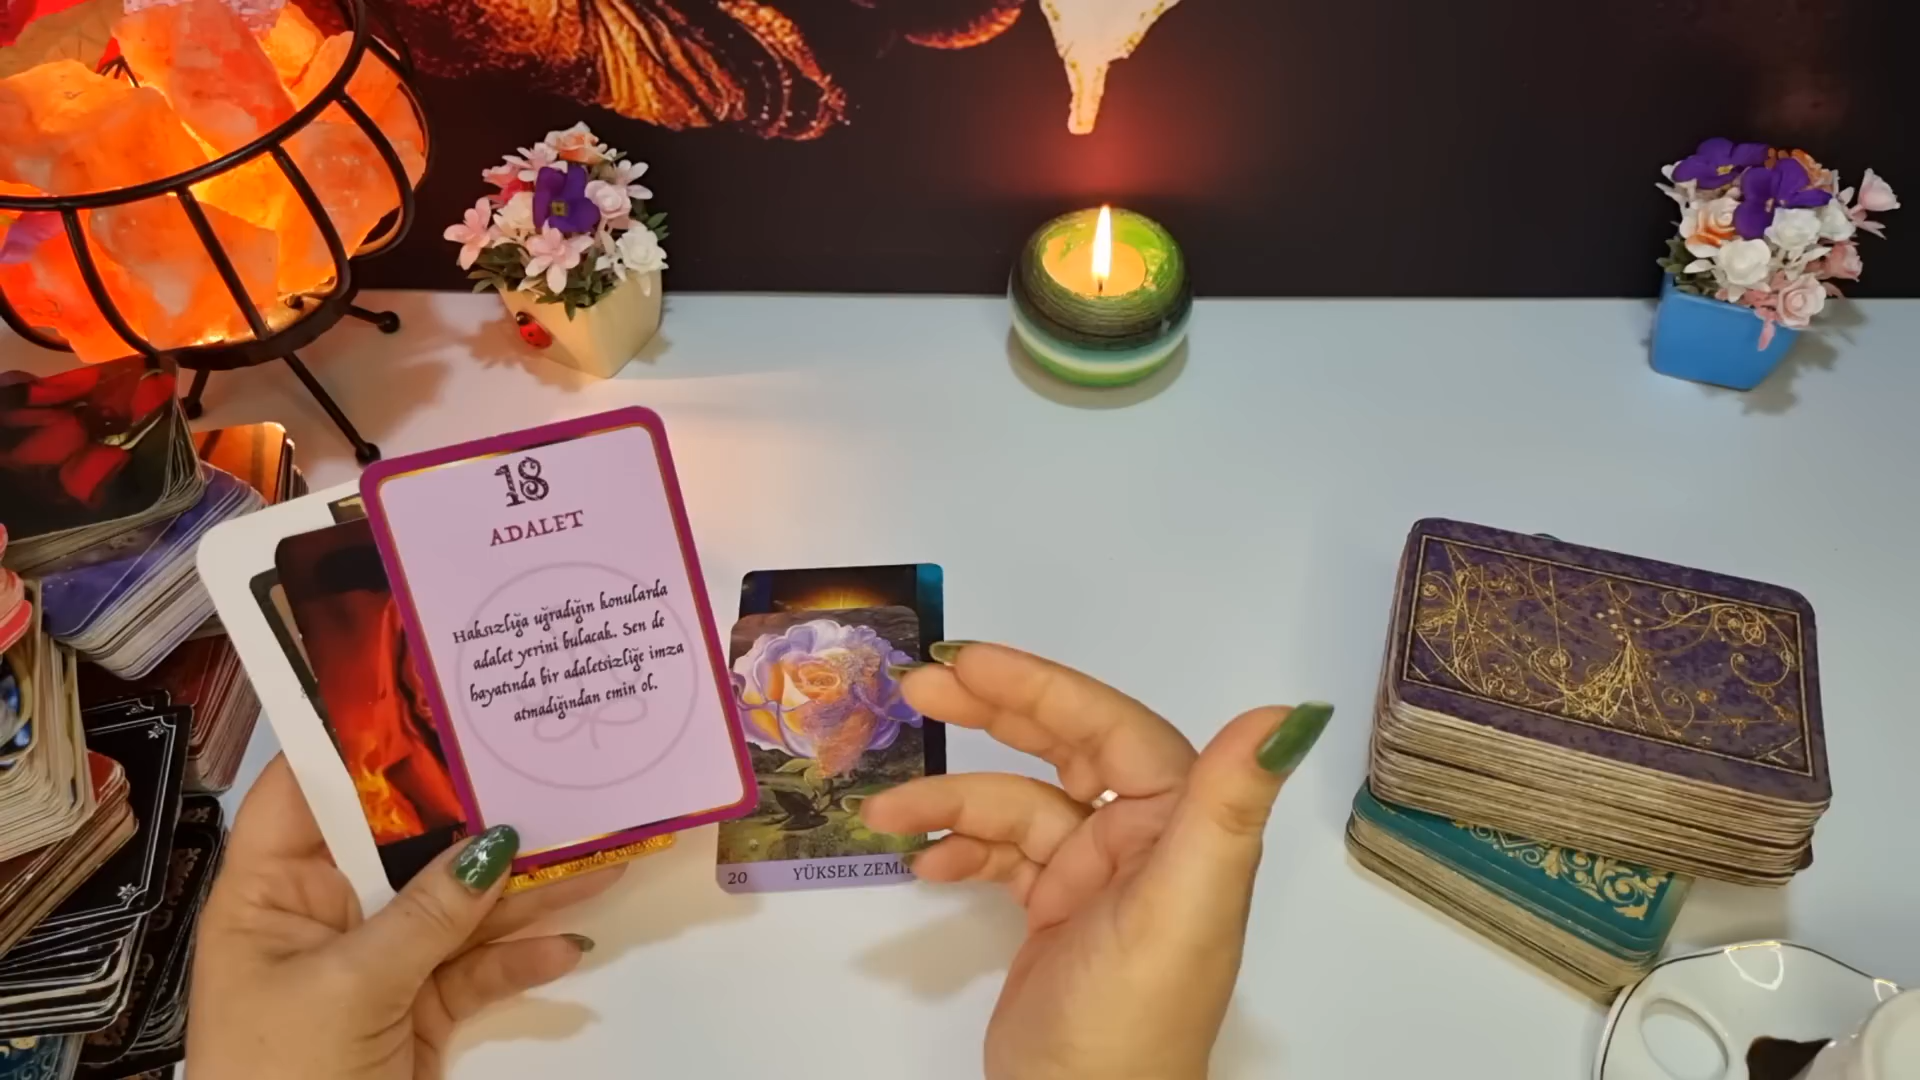 18
ADALET
Haksızlığa uğradığın konularda
adalet yerini bulacak. Sen de
hayatında bir adaletsizliğe imza
atmadığından emin ol.
20 YÜKSEK